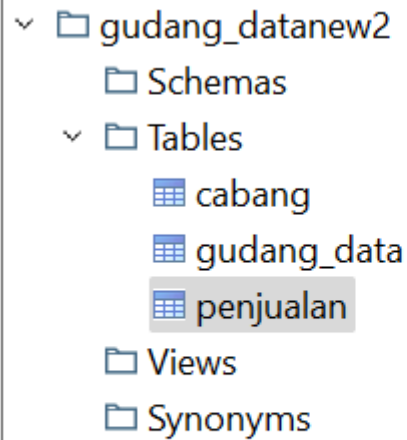 gudang_datanew2
Schemas
Tables
cabang
gudang_data
penjualan
Views
Synonyms